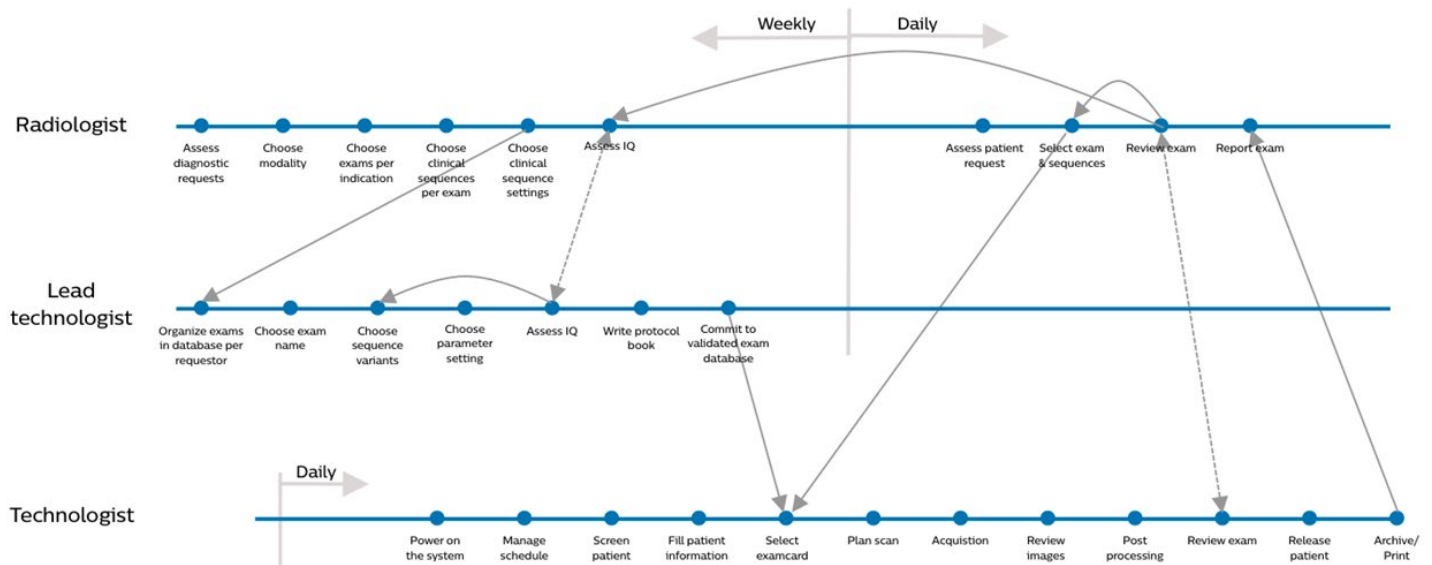 Weekly
Daily
Radiologist
Assess
diagnostic
requests
Choose
modality
Choose
exams per
indication
Choose
clinical
sequences
per exam
Choose
clinical
sequence
settings
Assess IQ
Assess patient
request
Select exam
& sequences
Review exam
Report exam
Lead
technologist
Organize exams
in database per
requestor
Choose exam
name
Choose
sequence
variants
Choose
parameter
setting
Assess IQ
Write protocol
book
Commit to
validated exam
database
Daily
Technologist
Power on
the system
Manage
schedule
Screen
patient
Fill patient
information
Select
examcard
Plan scan
Acquistion
Review
images
Post
processing
Review exam
Release
patient
Archive/
Print